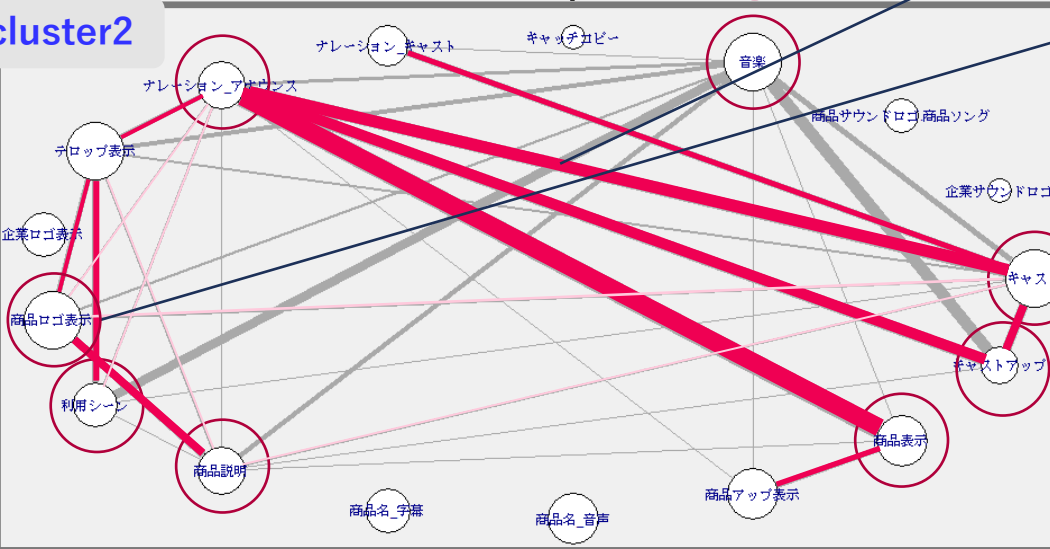 cluster2
ナレーション_キャスト
キャッチコピー
音楽
ナレーション_アナウンス
商品サウンドロゴ,商品ソング
テロップ表示
企業サウンドロゴ
企業ロゴ表示
キャス
商品ロゴ表示
キャストアップ
利用シーン
商品表示
商品説明
商品アップ表示
商品名_字幕
商品名_音声